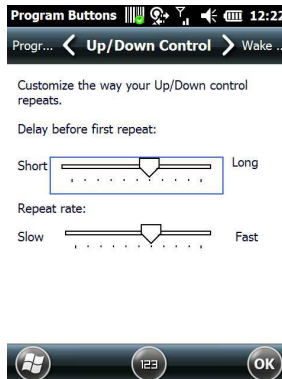 Program Buttons 12:22
Progr... Up/Down Control Wake ..
Customize the way your Up/Down control
repeats.
Delay before first repeat:
Short Long
Repeat rate:
Slow Fast
123 OK